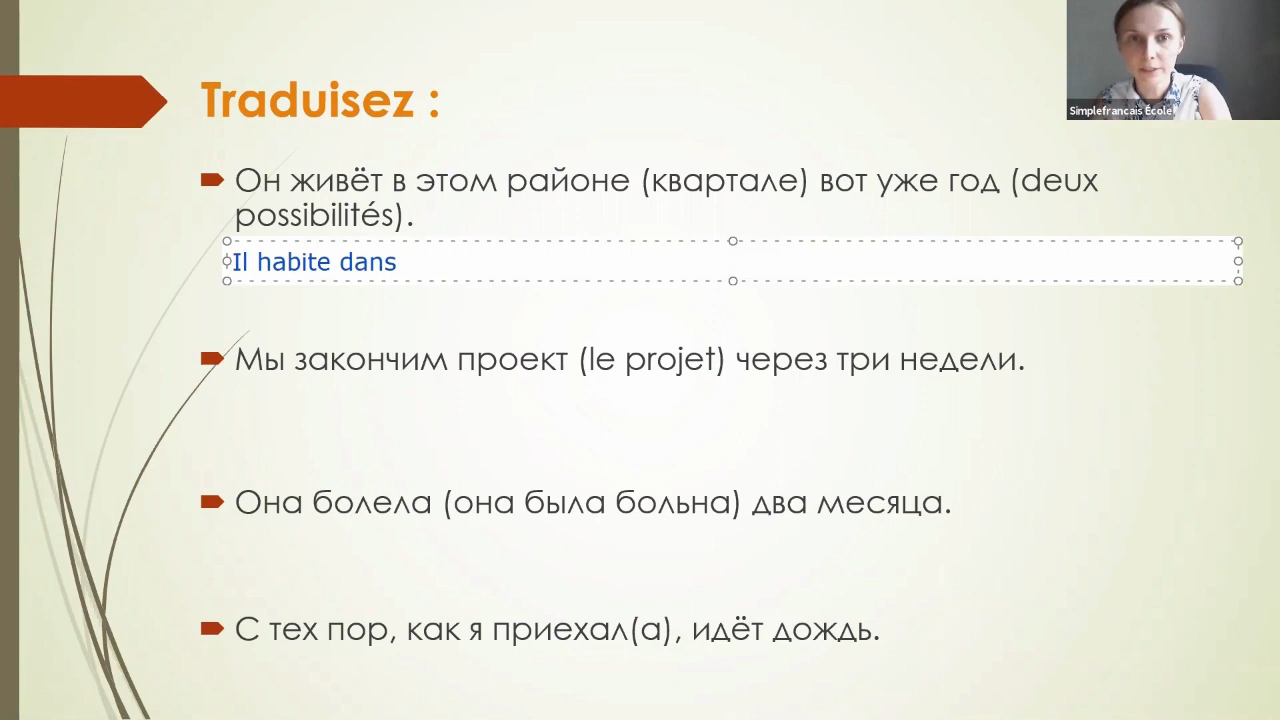 Simplefrancais École
Traduisez :
Он живёт в этом районе (квартале) вот уже год (deux
possibilités).
Il habite dans
Мы закончим проект (le projet) через три недели.
Она болела (она была больна) два месяца.
С тех пор, как я приехал(а), идёт дождь.